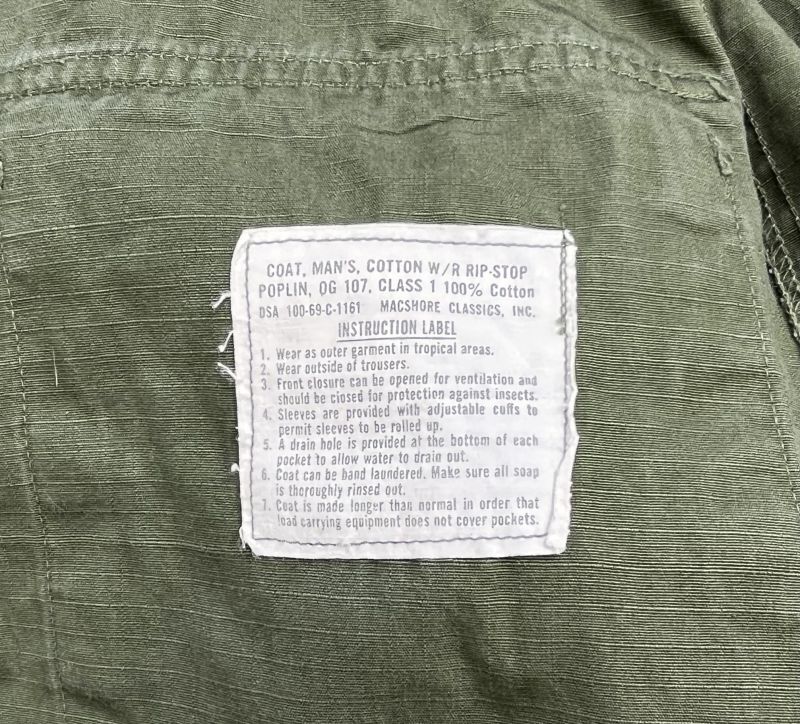 COAT, MAN'S, COTTON W/R RIP-STOP
POPLIN, OG 107, CLASS 1 100% Cotton
DSA 100-69-C-1161 MACSHORE CLASSICS, INC.
INSTRUCTION LABEL
1. Wear as outer garment in tropical areas.
2. Wear outside of trousers.
3. Front closure can be opened for ventilation and
should be closed for protection against insects.
4. Sleeves are provided with adjustable cuffs to
permit sleeves to be rolled up.
5. A drain hole is provided at the bottom of each
pocket to allow water to drain out.
6. Coat can be hand laundered. Make sure all soap
is thoroughly rinsed out.
7. Coat is made longer than normal in order that
load carrying equipment does not cover pockets.